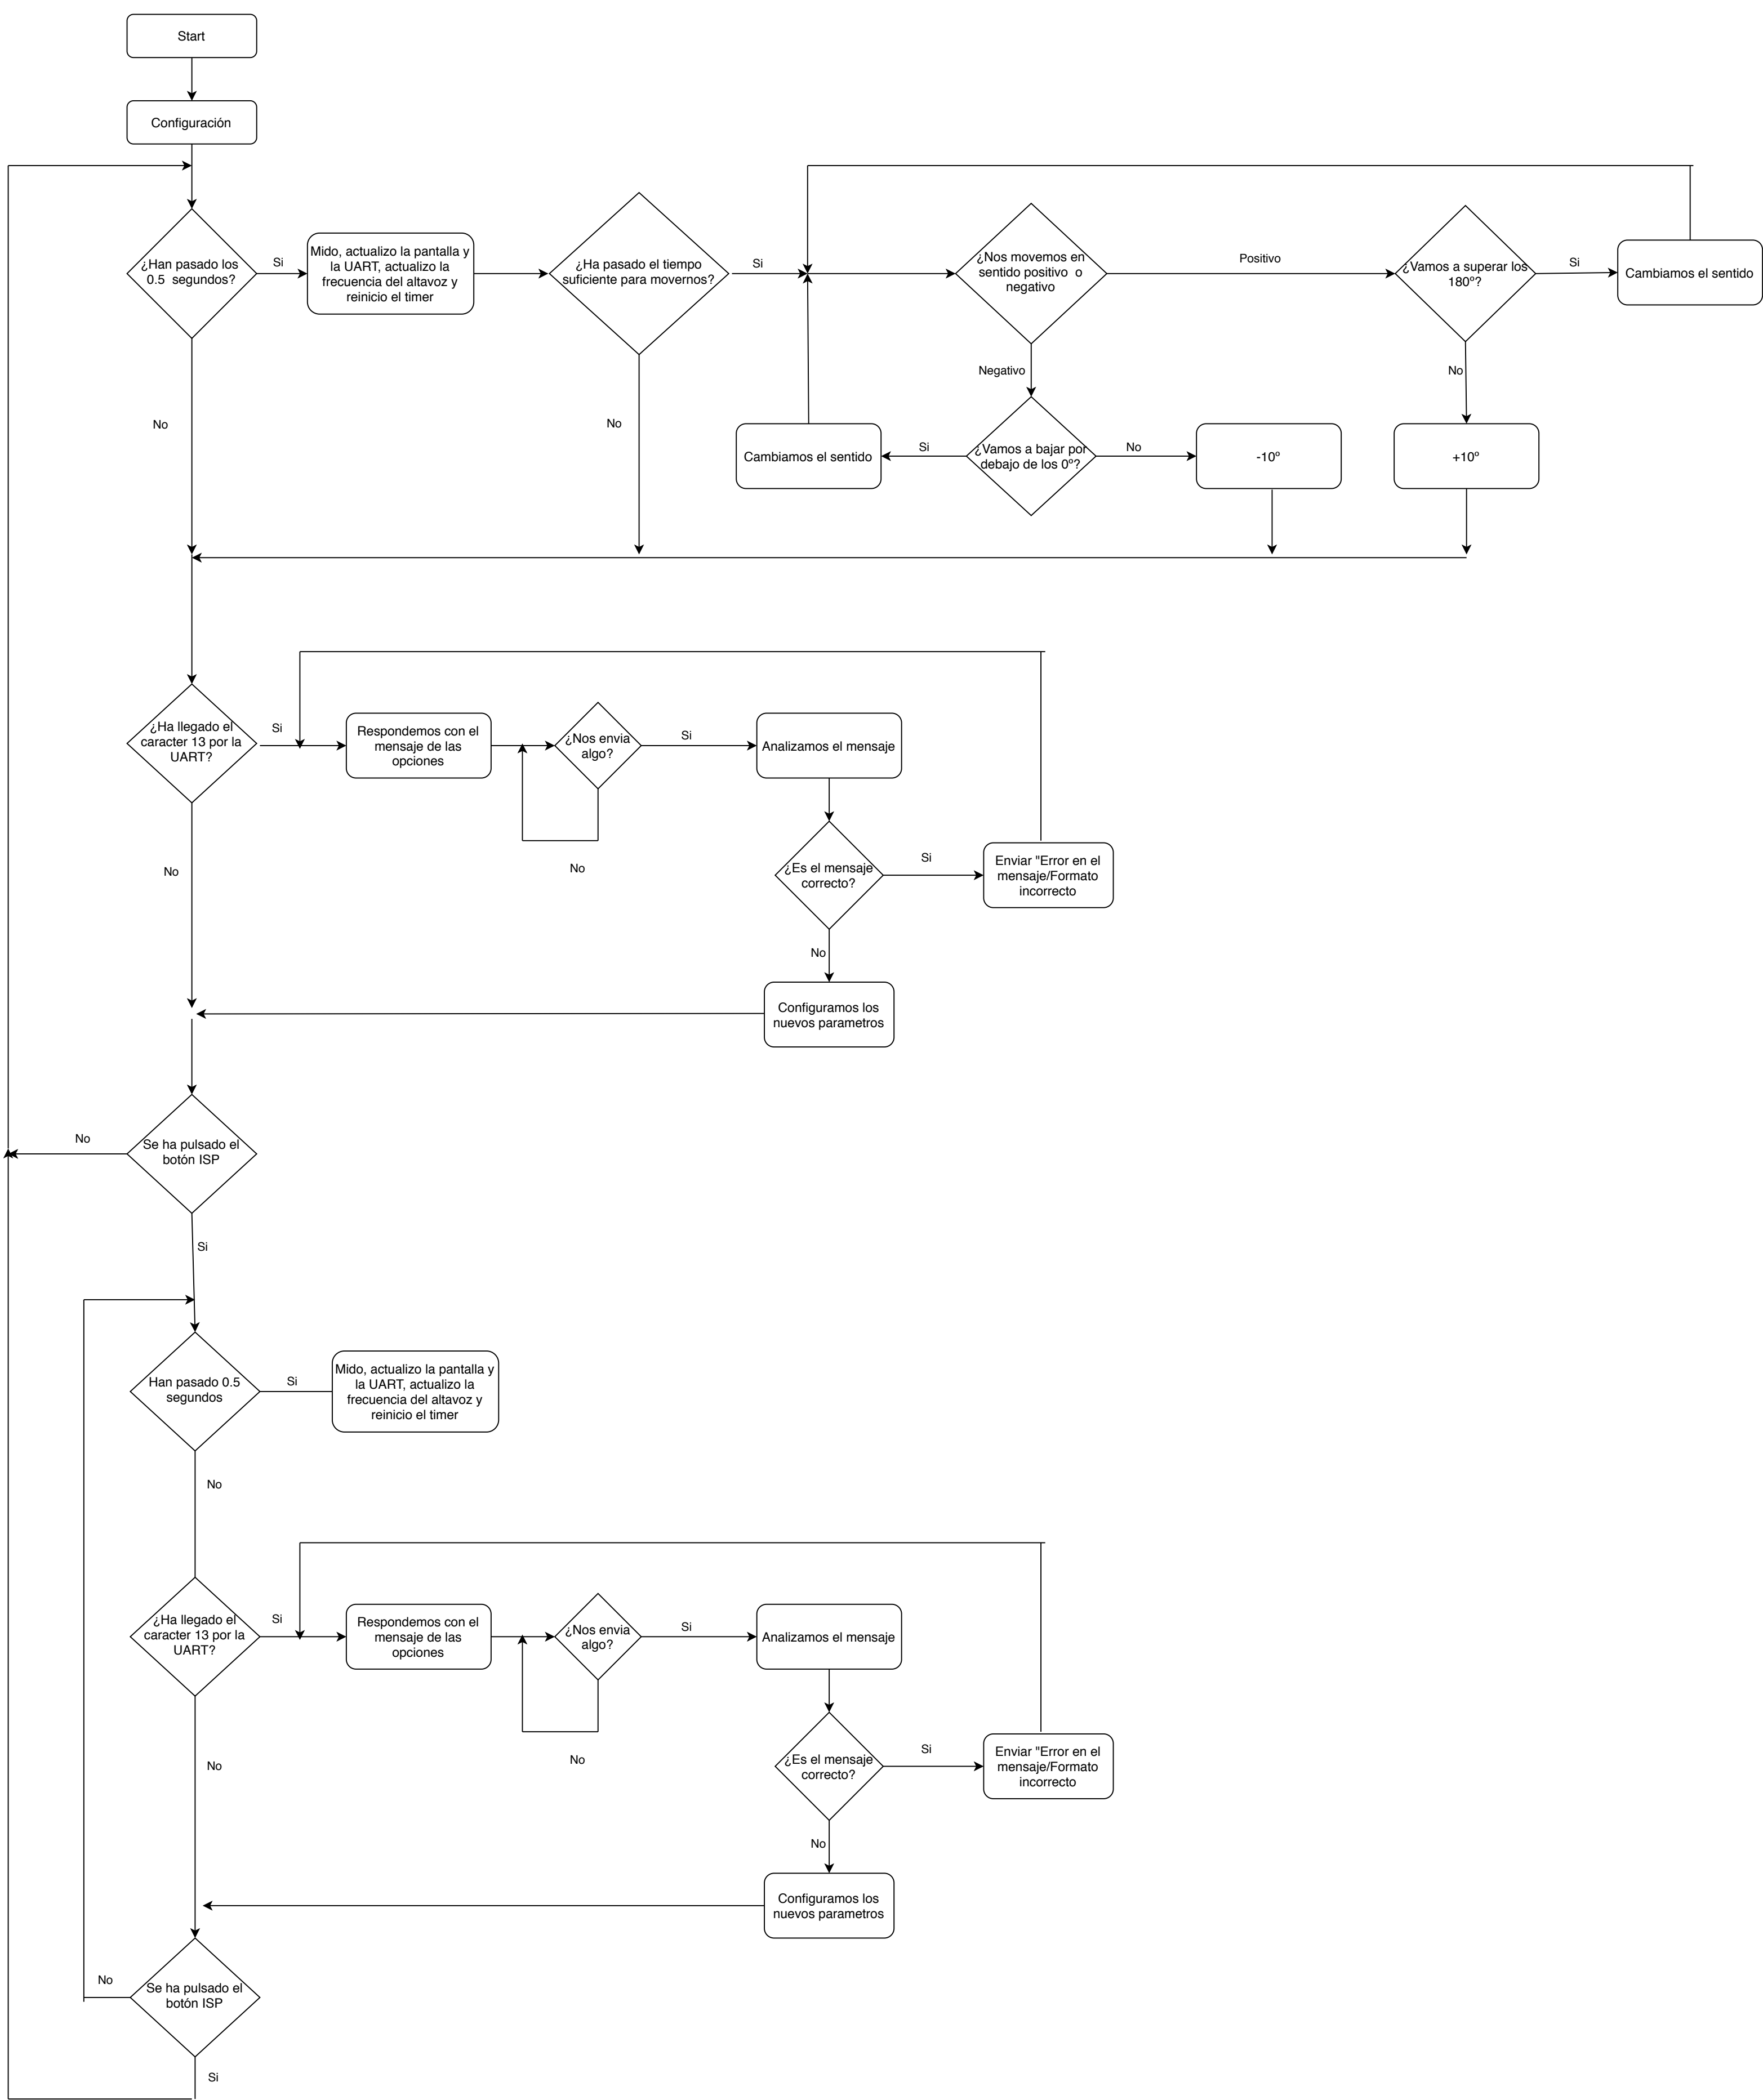 Start
Configuración
¿Han pasado los
0.5 segundos?
Si
Mido, actualizo la pantalla y
la UART, actualizo la
frecuencia del altavoz y
reinicio el timer
¿Ha pasado el tiempo
suficiente para movernos?
Si
¿Nos movemos en
sentido positivo o
negativo
Positivo
¿Vamos a superar los
180º?
Si
Cambiamos el sentido
Negativo
No
No
No
Cambiamos el sentido
Si
¿Vamos a bajar por
debajo de los 0º?
No
-10º
+10º
¿Ha llegado el
caracter 13 por la
UART?
Si
Respondemos con el
mensaje de las
opciones
¿Nos envia
algo?
Si
Analizamos el mensaje
No
No
¿Es el mensaje
correcto?
Si
Enviar "Error en el
mensaje/Formato
incorrecto
No
Configuramos los
nuevos parametros
No
Se ha pulsado el
botón ISP
Si
Han pasado 0.5
segundos
Si
Mido, actualizo la pantalla y
la UART, actualizo la
frecuencia del altavoz y
reinicio el timer
No
¿Ha llegado el
caracter 13 por la
UART?
Si
Respondemos con el
mensaje de las
opciones
¿Nos envia
algo?
Si
Analizamos el mensaje
No
No
¿Es el mensaje
correcto?
Si
Enviar "Error en el
mensaje/Formato
incorrecto
No
Configuramos los
nuevos parametros
No
Se ha pulsado el
botón ISP
Si